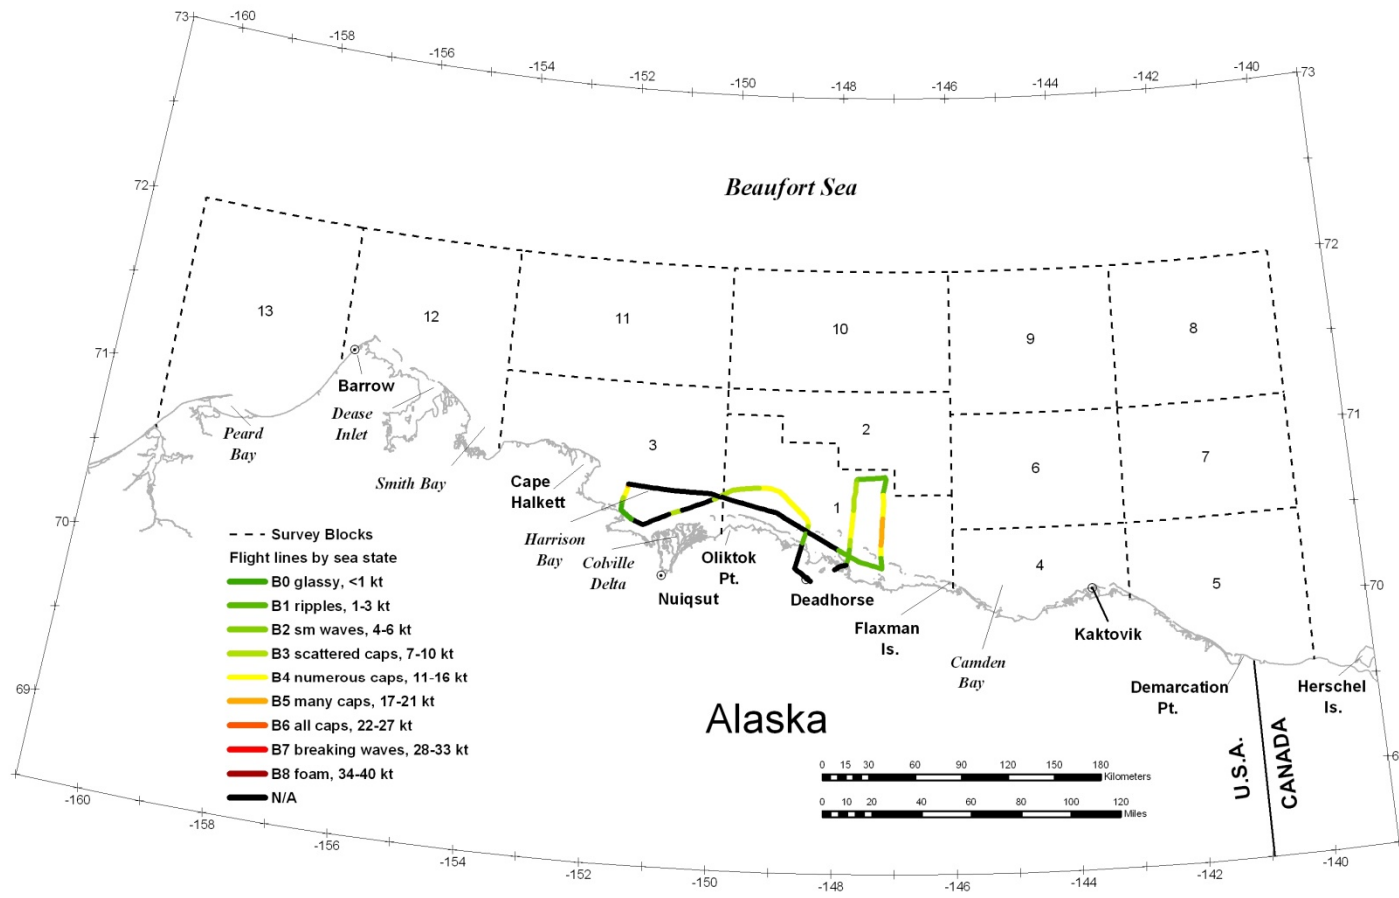 73
-160
-158
-156
-154
-152
-150
-148
-146
-144
-142
-140
73
72
Beaufort Sea
72
13
12
11
10
9
8
71
Barrow
Dease
Inlet
Peard
Bay
Smith Bay
3
2
71
Cape
Halkett
6
7
1
70
Harrison
Bay
Colville
Delta
Oliktok
Pt.
Nuiqsut
Deadhorse
Flaxman
Is.
4
5
70
Kaktovik
Camden
Bay
Demarcation
Pt.
Herschel
Is.
Survey Blocks
Flight lines by sea state
B0 glassy, <1 kt
B1 ripples, 1-3 kt
B2 sm waves, 4-6 kt
B3 scattered caps, 7-10 kt
B4 numerous caps, 11-16 kt
B5 many caps, 17-21 kt
B6 all caps, 22-27 kt
B7 breaking waves, 28-33 kt
B8 foam, 34-40 kt
N/A
69
Alaska
U.S.A.
CANADA
0 15 30 60 90 120 150 180
Kilometers
0 10 20 40 60 80 100 120
Miles
6
-160
-158
-156
-154
-152
-150
-148
-146
-144
-142
-140